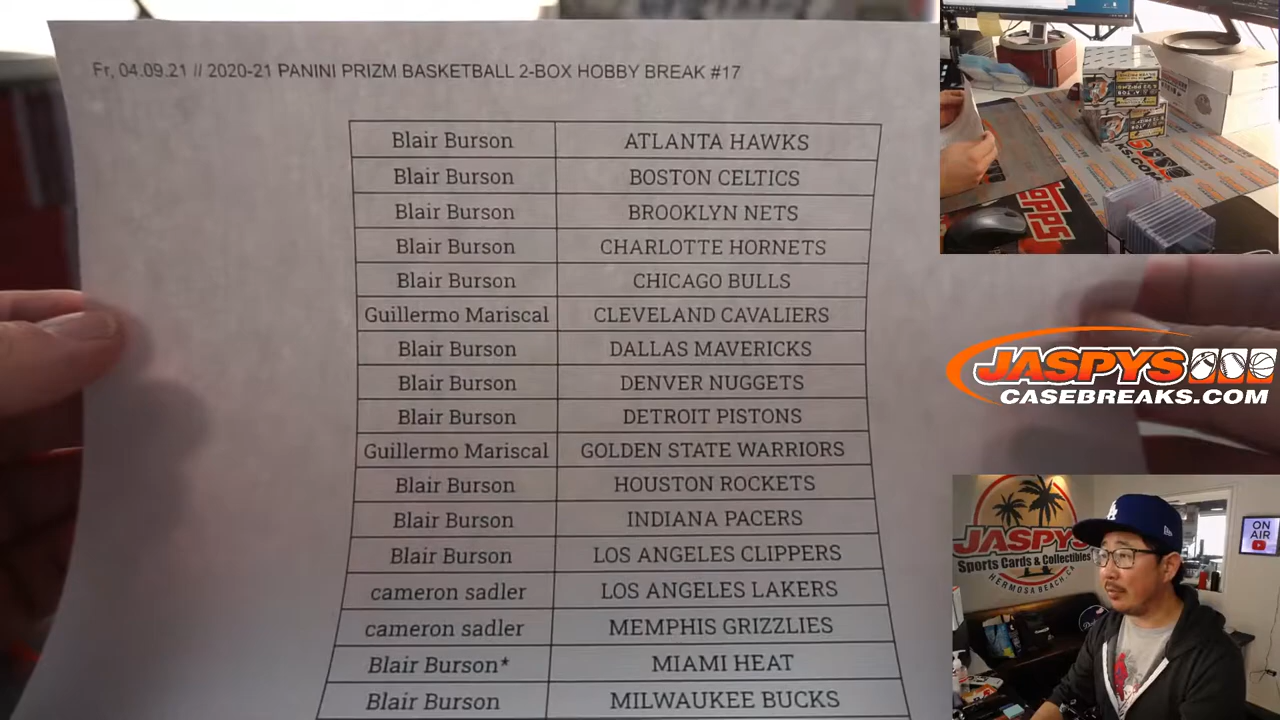 Fr, 04.09.21 // 2020-21 PANINI PRIZM BASKETBALL 2-BOX HOBBY BREAK #17
Blair Burson ATLANTA HAWKS
Blair Burson BOSTON CELTICS
Blair Burson BROOKLYN NETS
Blair Burson CHARLOTTE HORNETS
Blair Burson CHICAGO BULLS
Guillermo Mariscal CLEVELAND CAVALIERS
Blair Burson DALLAS MAVERICKS
Blair Burson DENVER NUGGETS
Blair Burson DETROIT PISTONS
Guillermo Mariscal GOLDEN STATE WARRIORS
Blair Burson HOUSTON ROCKETS
Blair Burson INDIANA PACERS
Blair Burson LOS ANGELES CLIPPERS
cameron sadler LOS ANGELES LAKERS
cameron sadler MEMPHIS GRIZZLIES
Blair Burson* MIAMI HEAT
Blair Burson MILWAUKEE BUCKS
topps
JASPYS
CASEBREAKS.COM
JASPYS
Sports Cards & Collectibles
HERMOSA BEACH, CA
LA
ON
AIR